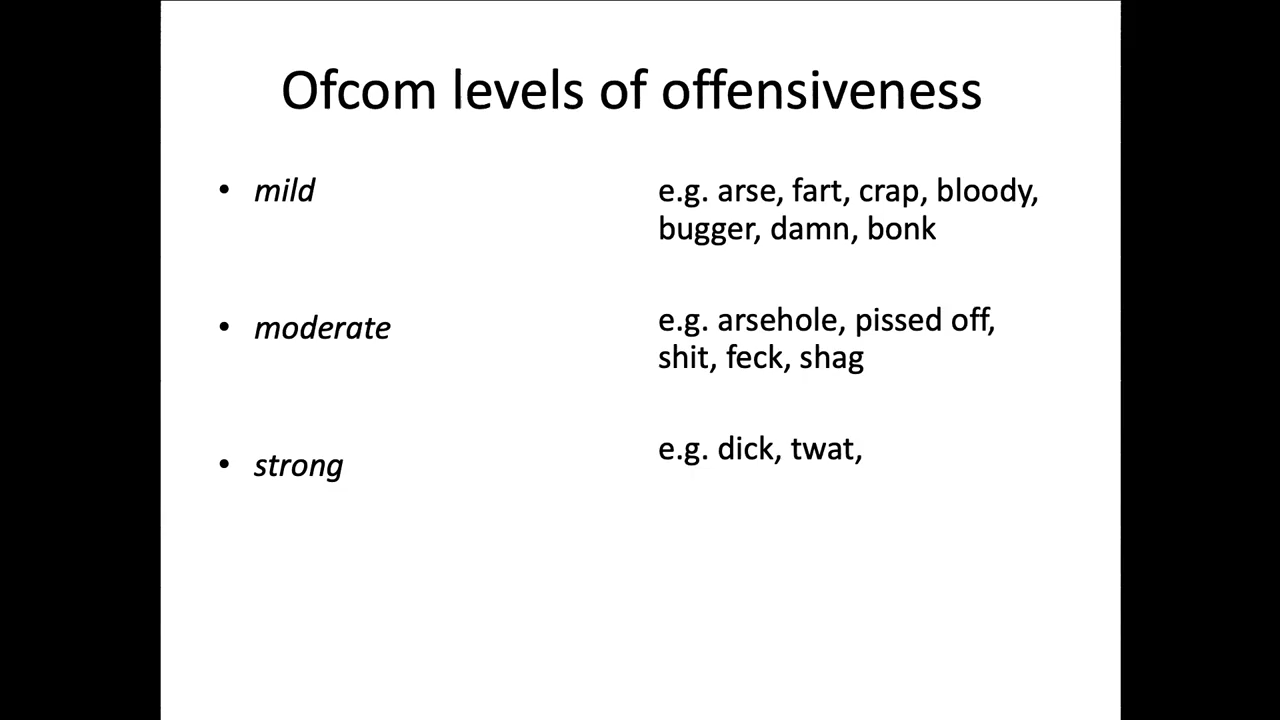 Ofcom levels of offensiveness
• mild
e.g. arse, fart, crap, bloody,
bugger, damn, bonk
• moderate
e.g. arsehole, pissed off,
shit, feck, shag
• strong
e.g. dick, twat,